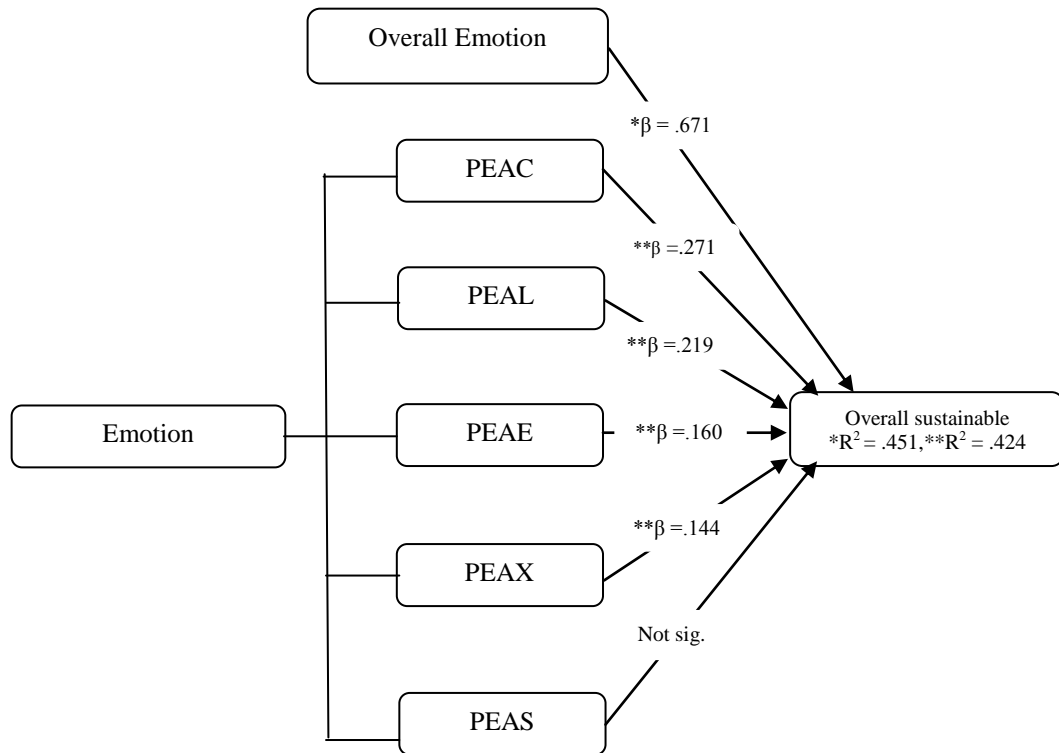 Overall Emotion
*β = .671
PEAC
**β =.271
PEAL
**β =.219
Emotion
PEAE
**β =.160
Overall sustainable
*R² = .451,**R² = .424
**β =.144
PEAX
Not sig.
PEAS